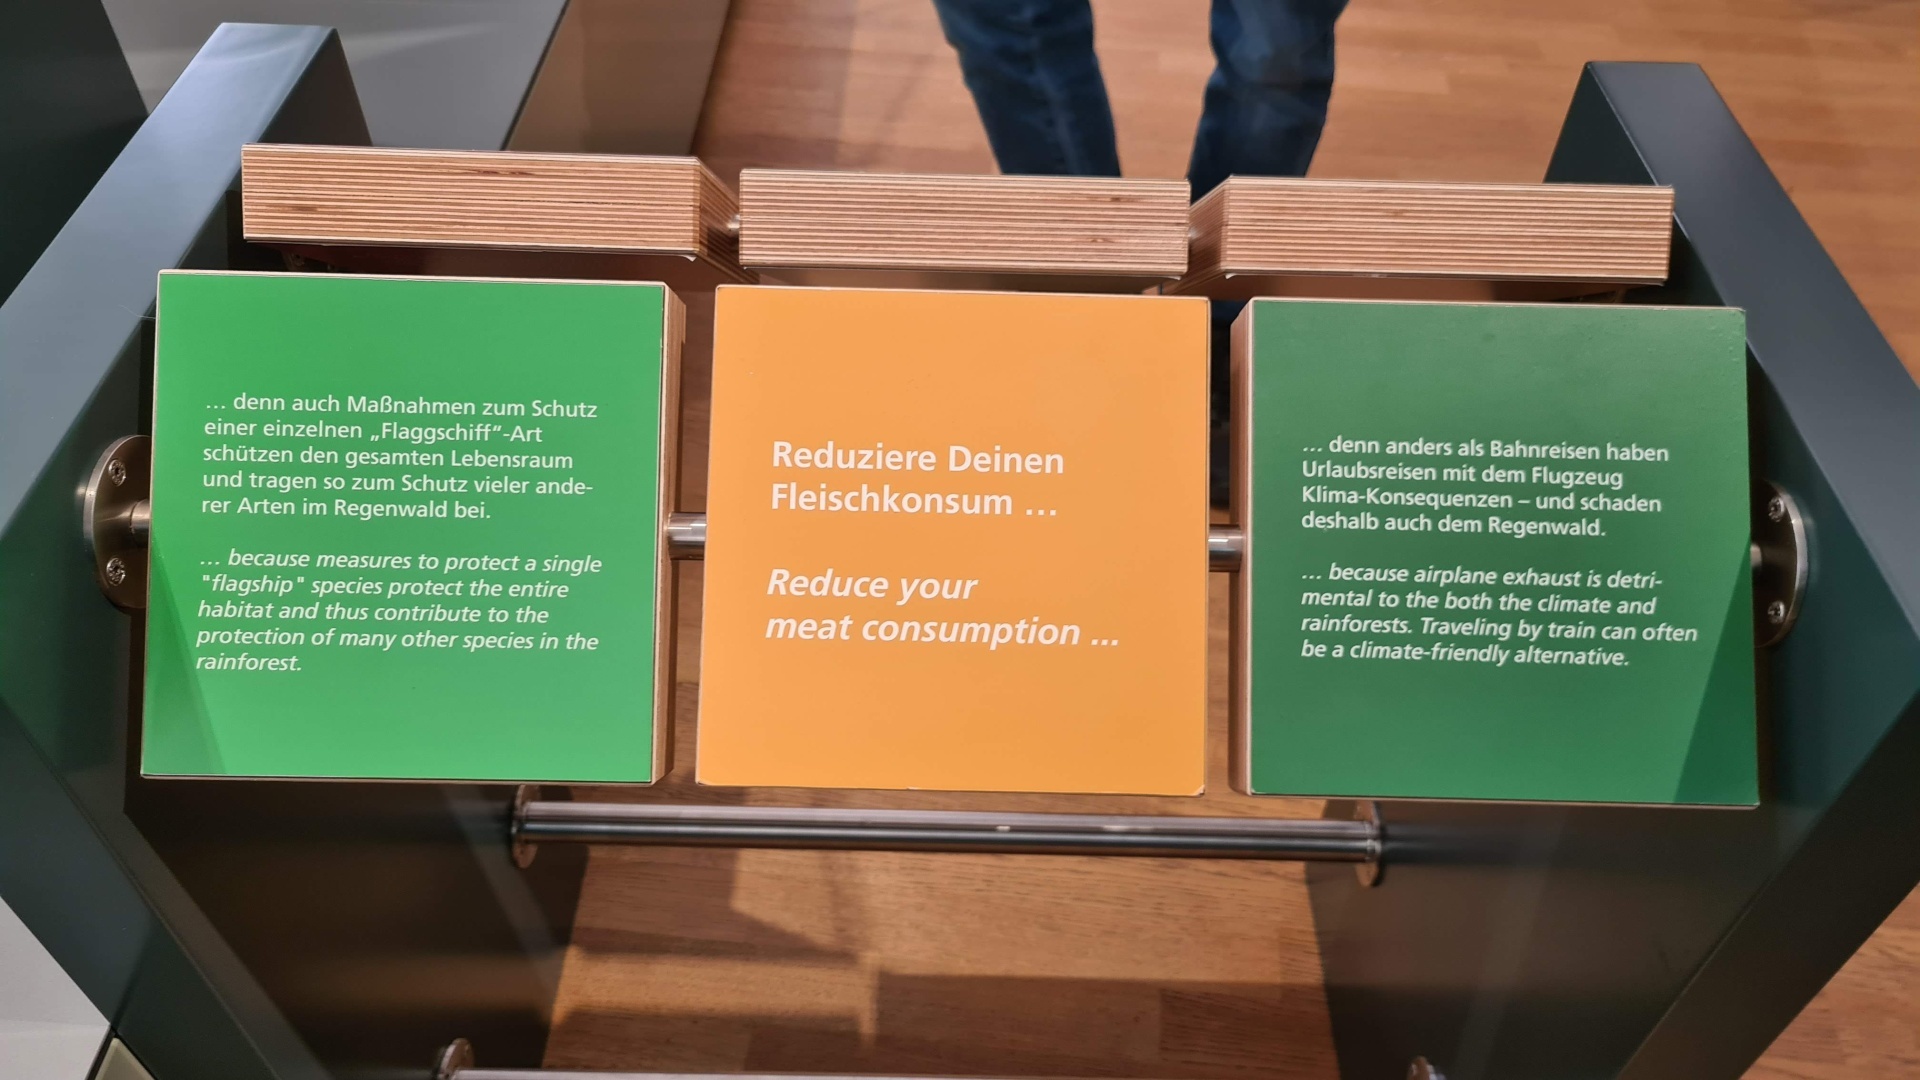 ... denn auch Maßnahmen zum Schutz
einer einzelnen „Flaggschiff“-Art
schützen den gesamten Lebensraum
und tragen so zum Schutz vieler ande-
rer Arten im Regenwald bei.
... because measures to protect a single
"flagship" species protect the entire
habitat and thus contribute to the
protection of many other species in the
rainforest.
Reduziere Deinen
Fleischkonsum ...
Reduce your
meat consumption ...
... denn anders als Bahnreisen haben
Urlaubsreisen mit dem Flugzeug
Klima-Konsequenzen – und schaden
deshalb auch dem Regenwald.
... because airplane exhaust is detri-
mental to the both the climate and
rainforests. Traveling by train can often
be a climate-friendly alternative.